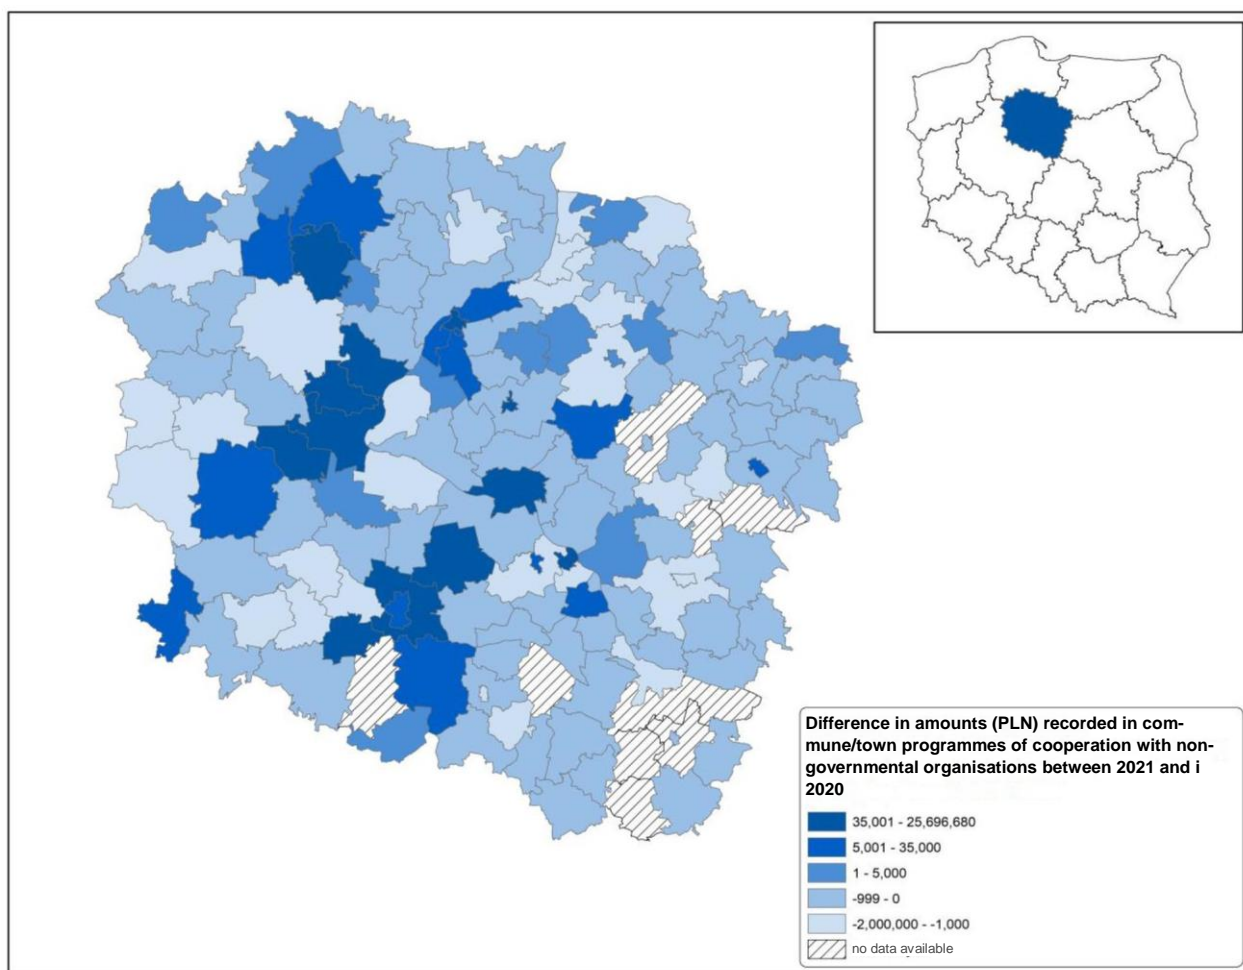 Difference in amounts (PLN) recorded in com-
mune/town programmes of cooperation with non-
governmental organisations between 2021 and i
2020
35,001 - 25,696,680
5,001 - 35,000
1 - 5,000
-999 - 0
-2,000,000 - -1,000
no data available